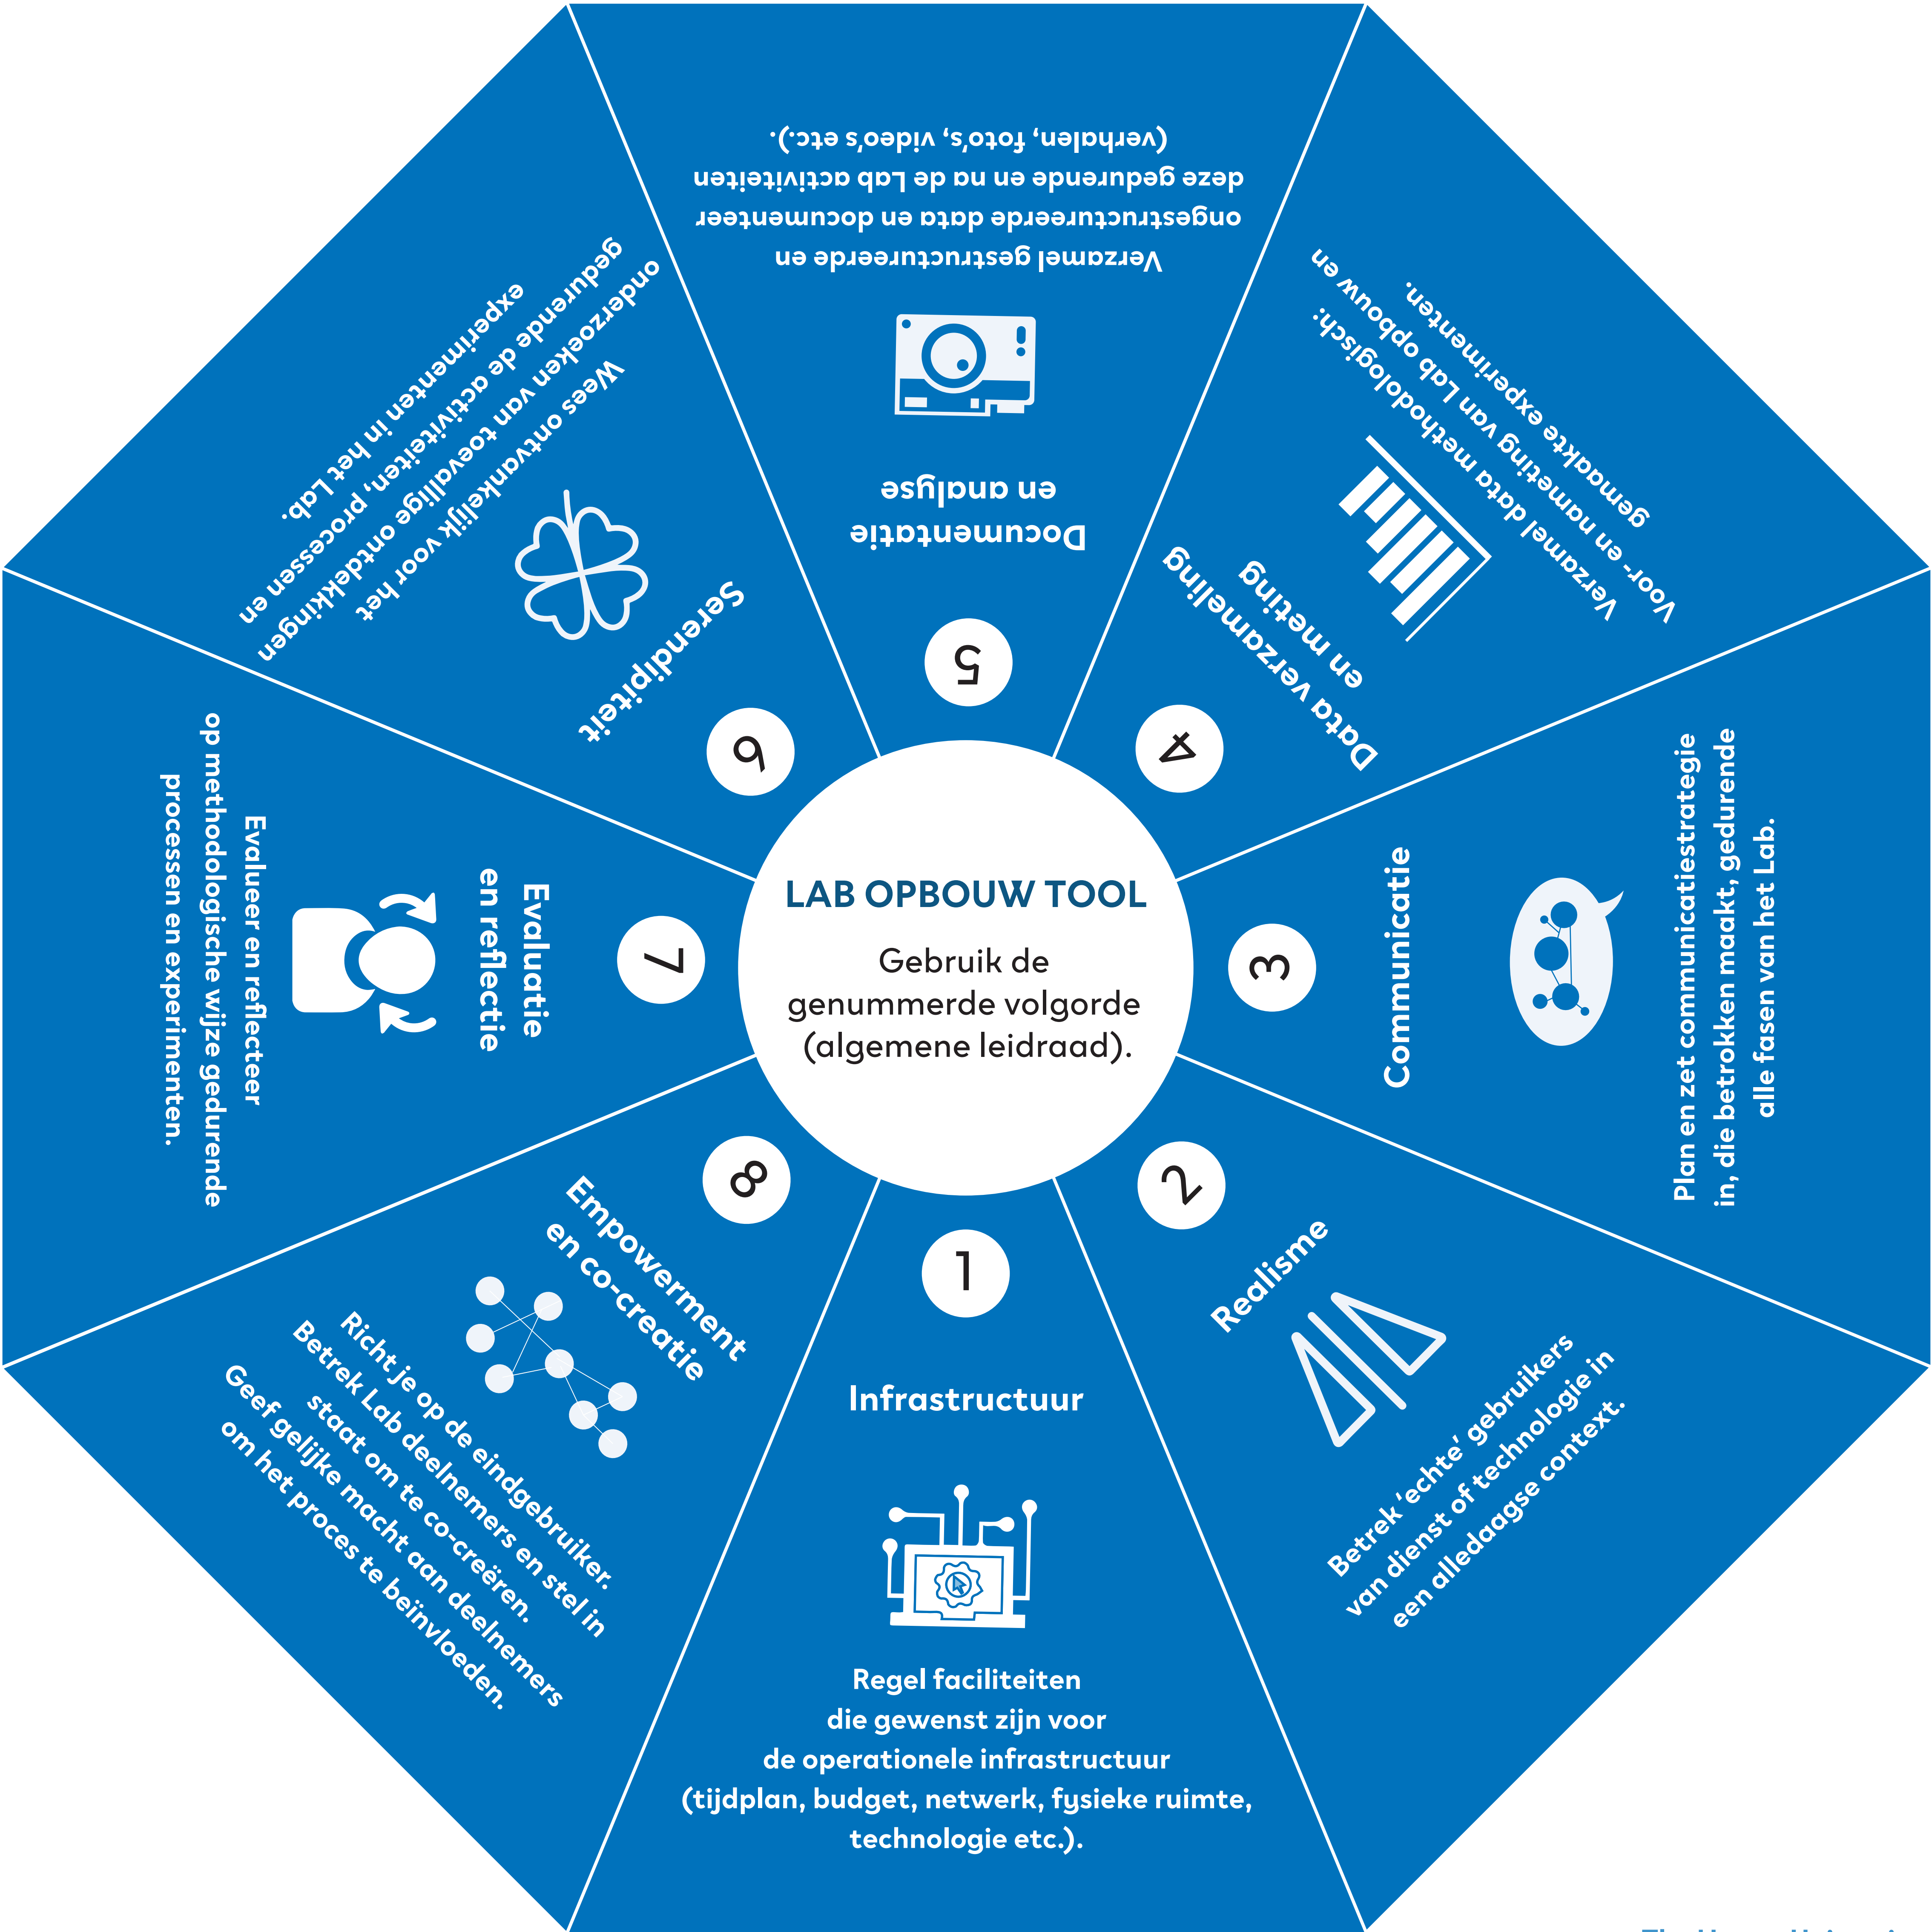 LAB OPBOUW TOOL
Gebruik de
genummerde volgorde
(algemene leidraad).
1
Infrastructuur
Regel faciliteiten
die gewenst zijn voor
de operationele infrastructuur
(tijdplan, budget, netwerk, fysieke ruimte,
technologie etc.).
2
Realisme
Betrek ‘echte’ gebruikers
van dienst of technologie in
een alledaagse context.
3
Communicatie
Plan en zet communicatiestrategie
in, die betrokken maakt, gedurende
alle fasen van het Lab.
4
Data verzameling
en meting
Verzamel data methodologisch:
Voor- en nameting van Lab opbouw en
gemaakte experimenten.
5
Documentatie
en analyse
Verzamel gestructureerde en
ongestructureerde data en documenteer
deze gedurende en na de Lab activiteiten
(verhalen, foto’s, video’s etc.).
6
Serendipiteit
Wees ontvankelijk voor het
onderzoeken van toevallige ontdekkingen
gedurende de activiteiten, processen en
experimenten in het Lab.
7
Evaluatie
en reflectie
Evalueer en reflecteer
op methodologische wijze gedurende
processen en experimenten.
8
Empowerment
en co-creatie
Richt je op de eindgebruiker.
Betrek Lab deelnemers en stel in
staat om te co-creëren.
Geef gelijke macht aan deelnemers
om het proces te beïnvloeden.